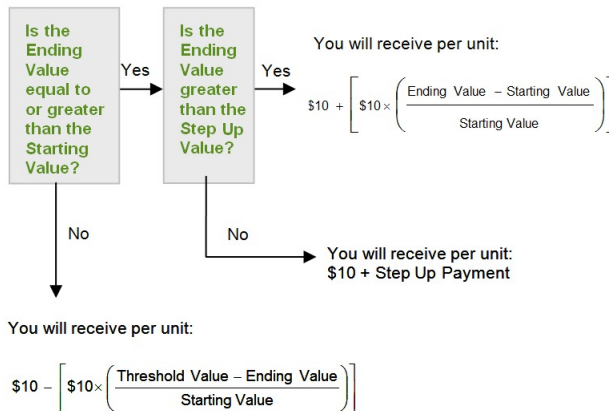 Is the
Ending
Value
equal to
or greater
than the
Starting
Value?
Yes
Is the
Ending
Value
greater
than the
Step Up
Value?
Yes
You will receive per unit:
$10 + [$10 × (Ending Value – Starting Value
Starting Value)]
No
No
You will receive per unit:
$10 + Step Up Payment
You will receive per unit:
$10 – [$10× (Threshold Value – Ending Value
Starting Value)]